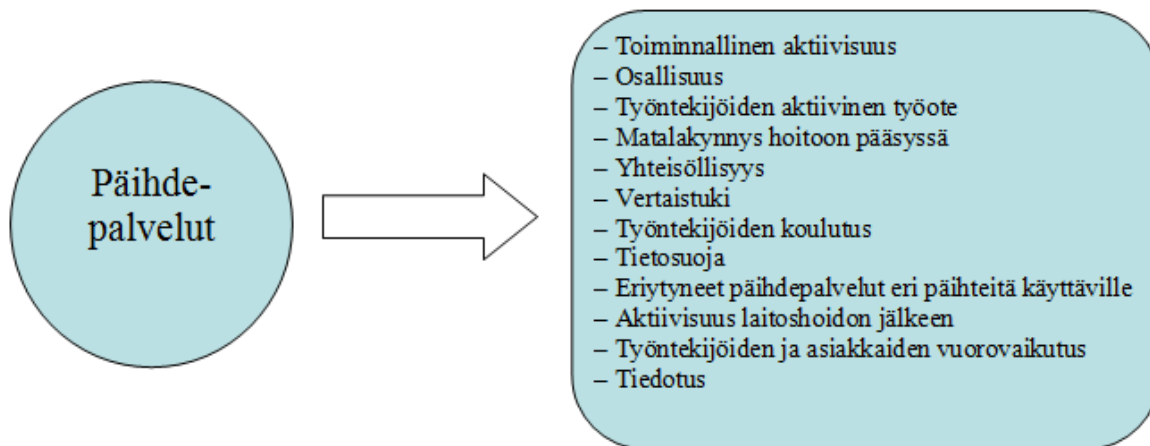 Päihde-
palvelut
– Toiminnallinen aktiivisuus
– Osallisuus
– Työntekijöiden aktiivinen työote
– Matalakynnys hoitoon pääsyssä
– Yhteisöllisyys
– Vertaistuki
– Työntekijöiden koulutus
– Tietosuoja
– Eriytyneet päihdepalvelut eri päihteitä käyttäville
– Aktiivisuus laitoshoidon jälkeen
– Työntekijöiden ja asiakkaiden vuorovaikutus
– Tiedotus